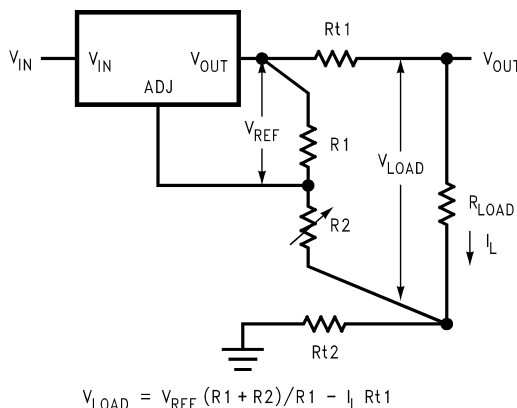 Rt1
V_IN
V_IN
V_OUT
V_OUT
ADJ
V_REF
R1
V_LOAD
R_LOAD
R2
I_L
Rt2
V_LOAD = V_REF (R1 + R2)/R1 - I_L Rt1